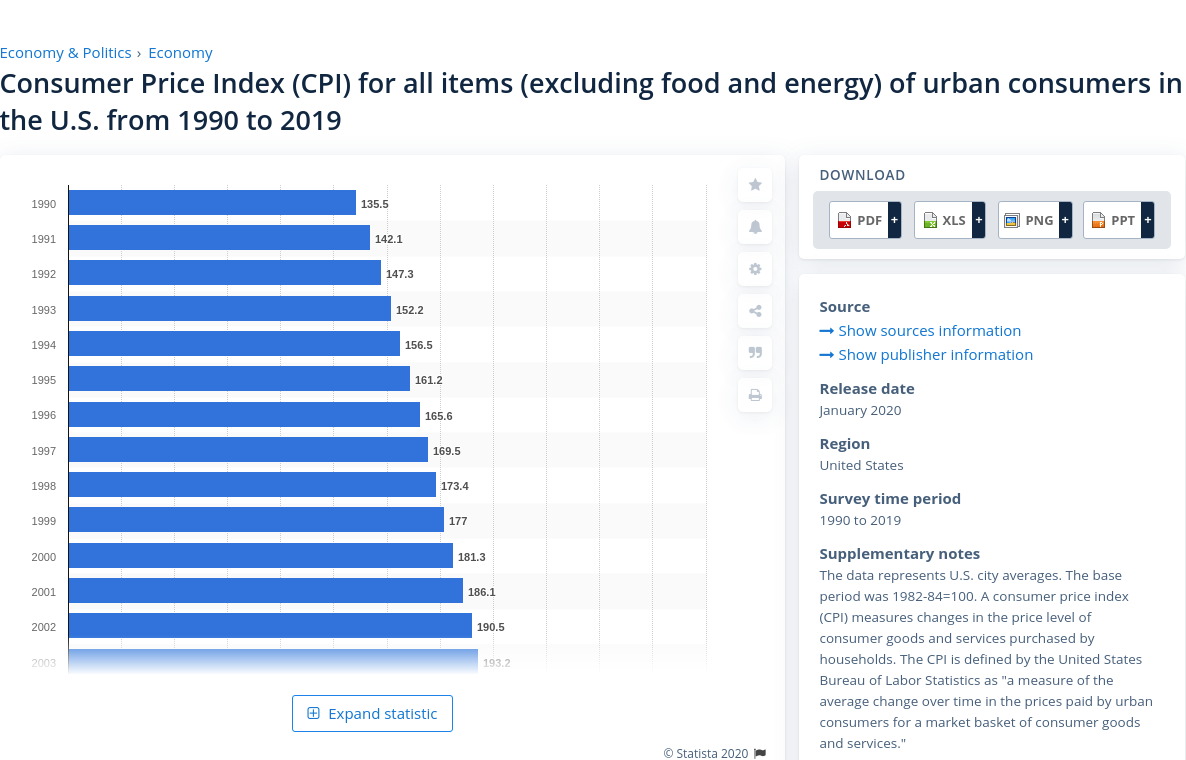 Economy & Politics › Economy
Consumer Price Index (CPI) for all items (excluding food and energy) of urban consumers in
the U.S. from 1990 to 2019
1990 135.5
1991 142.1
1992 147.3
1993 152.2
1994 156.5
1995 161.2
1996 165.6
1997 169.5
1998 173.4
1999 177
2000 181.3
2001 186.1
2002 190.5
2003 193.2
Expand statistic
© Statista 2020
DOWNLOAD
PDF + XLS + PNG + PPT +
Source
Show sources information
Show publisher information
Release date
January 2020
Region
United States
Survey time period
1990 to 2019
Supplementary notes
The data represents U.S. city averages. The base
period was 1982-84=100. A consumer price index
(CPI) measures changes in the price level of
consumer goods and services purchased by
households. The CPI is defined by the United States
Bureau of Labor Statistics as "a measure of the
average change over time in the prices paid by urban
consumers for a market basket of consumer goods
and services."